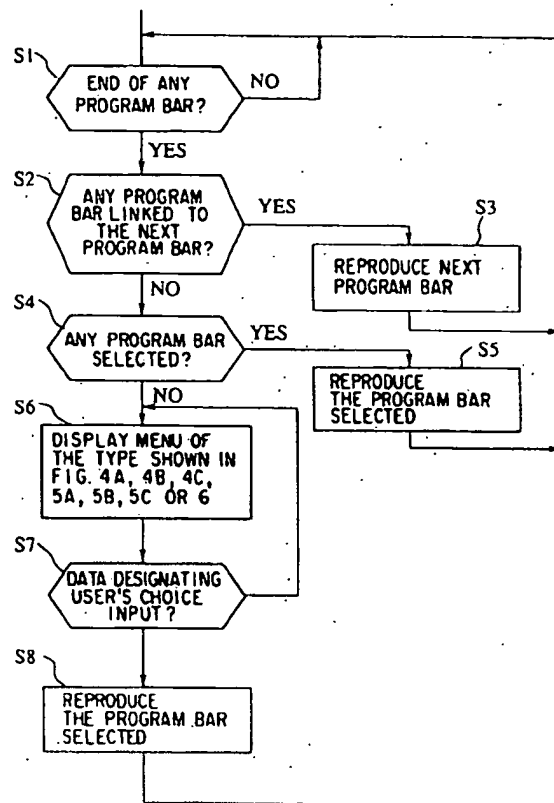 S1
END OF ANY
PROGRAM BAR?
NO
YES
S2
ANY PROGRAM
BAR LINKED TO
THE NEXT
PROGRAM BAR?
YES
S3
REPRODUCE NEXT
PROGRAM BAR
NO
S4
ANY PROGRAM BAR
SELECTED?
YES
S5
REPRODUCE
THE PROGRAM BAR
SELECTED
NO
S6
DISPLAY MENU OF
THE TYPE SHOWN IN
FIG. 4A, 4B, 4C,
5A, 5B, 5C OR 6
S7
DATA DESIGNATING
USER'S CHOICE
INPUT?
S8
REPRODUCE
THE PROGRAM BAR
SELECTED